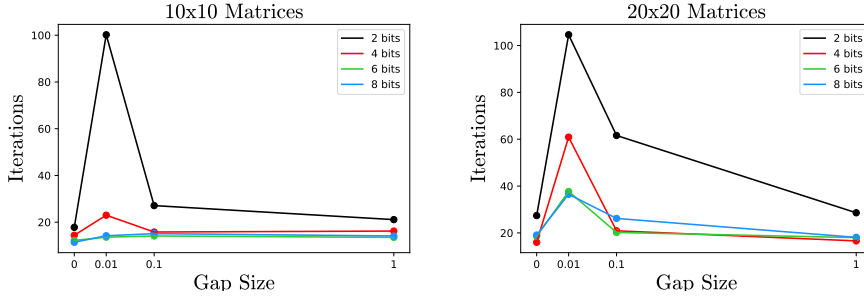 10x10 Matrices
100
80
60
40
20
Iterations
0
0.01
0.1
1
Gap Size
2 bits
4 bits
6 bits
8 bits
20x20 Matrices
100
80
60
40
20
Iterations
0
0.01
0.1
1
Gap Size
2 bits
4 bits
6 bits
8 bits